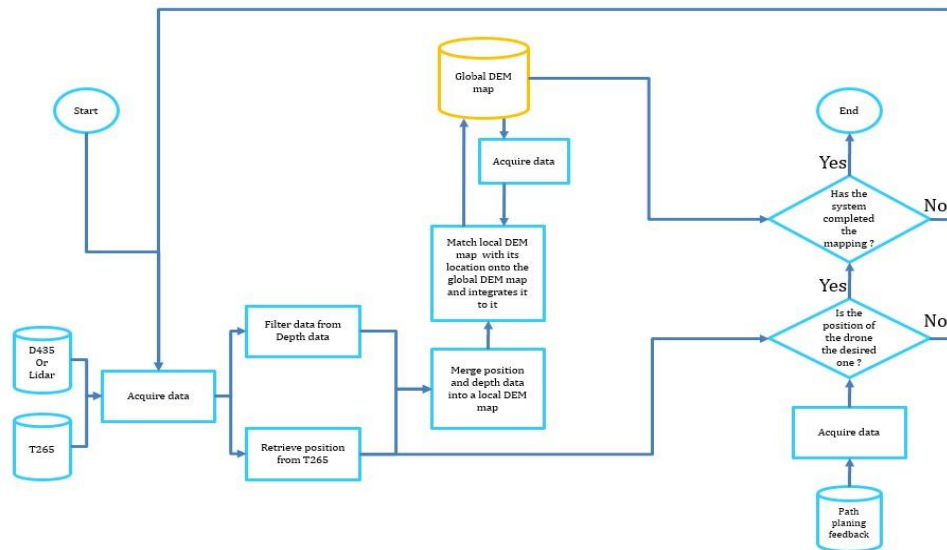 Global DEM
map
Start
End
Acquire data
Yes
Has the
system
completed
the
mapping ?
No
Match local DEM
map with its
location onto the
global DEM map
and integrates it
to it
Yes
Is the
position of
the drone
the desired
one ?
No
Filter data from
Depth data
D435
Or
Lidar
Acquire data
Merge position
and depth data
into a local DEM
map
T265
Retrieve position
from T265
Acquire data
Path
planing
feedback